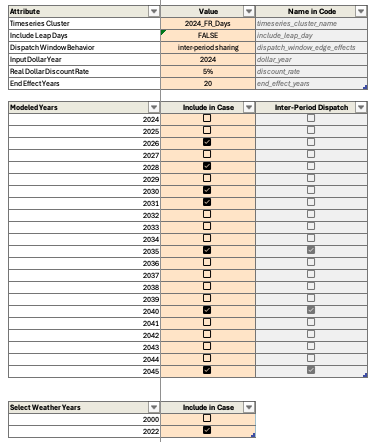 Attribute Value Name in Code
Timeseries Cluster 2024_FR_Days timeseries_cluster_name
Include Leap Days FALSE include_leap_day
Dispatch Window Behavior inter-period sharing dispatch_window_edge_effects
Input Dollar Year 2024 dollar_year
Real Dollar Discount Rate 5% discount_rate
End Effect Years 20 end_effect_years
Modeled Years Include in Case Inter-Period Dispatch
2024
2025
2026
2027
2028
2029
2030
2031
2032
2033
2034
2035
2036
2037
2038
2039
2040
2041
2042
2043
2044
2045
Select Weather Years Include in Case
2000
2022